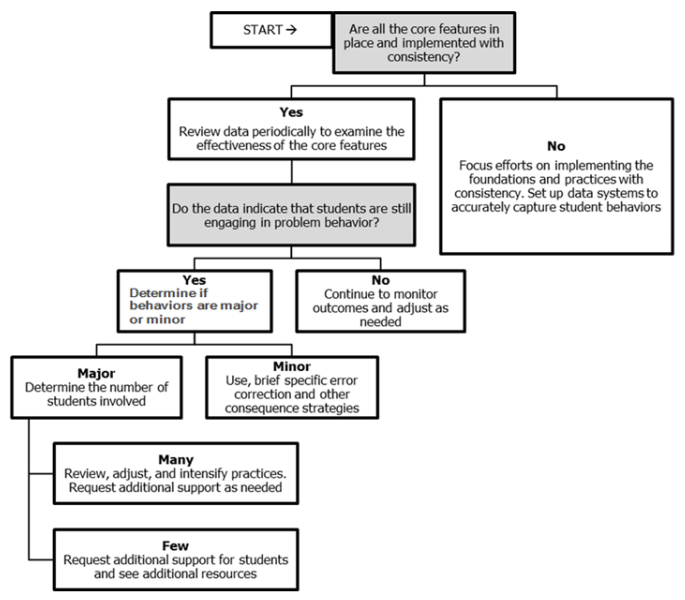 START →
Are all the core features in
place and implemented with
consistency?
Yes
Review data periodically to examine the
effectiveness of the core features
No
Focus efforts on implementing the
foundations and practices with
consistency. Set up data systems to
accurately capture student behaviors
Do the data indicate that students are still
engaging in problem behavior?
Yes
Determine if
behaviors are major
or minor
No
Continue to monitor
outcomes and adjust as
needed
Major
Determine the number of
students involved
Minor
Use, brief specific error
correction and other
consequence strategies
Many
Review, adjust, and intensify practices.
Request additional support as needed
Few
Request additional support for students
and see additional resources